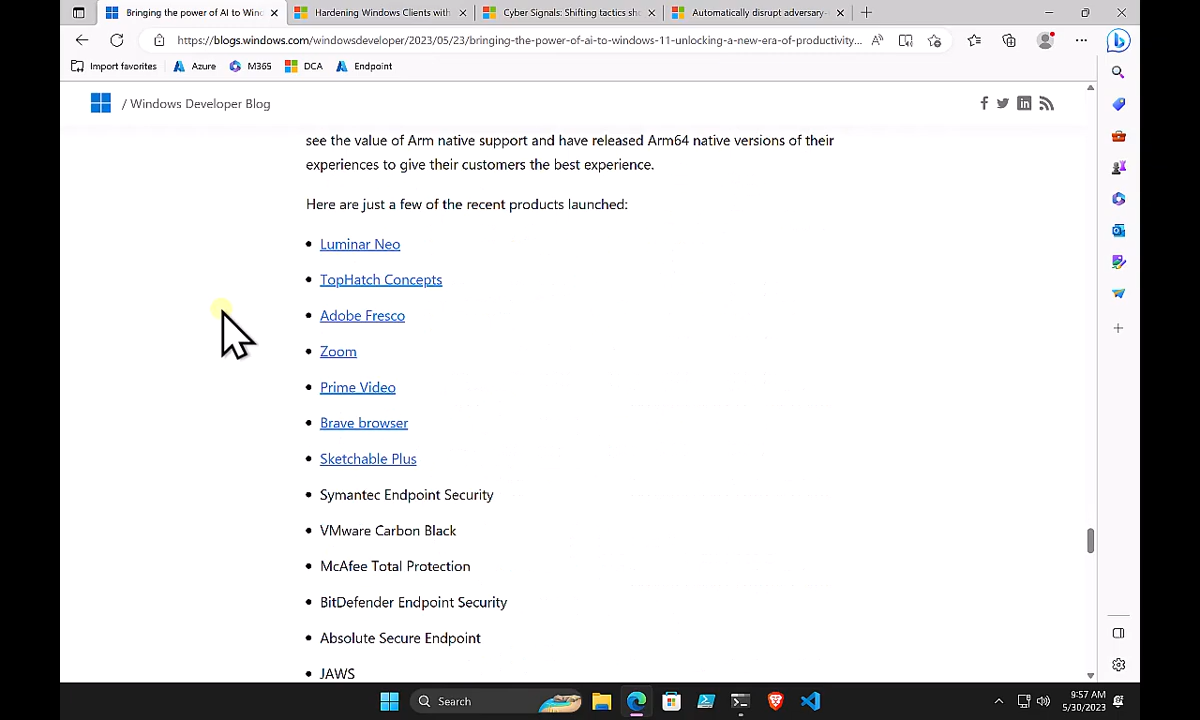 Bringing the power of AI to Wind
Hardening Windows Clients with
Cyber Signals: Shifting tactics sh
Automatically disrupt adversary-
https://blogs.windows.com/windowsdeveloper/2023/05/23/bringing-the-power-of-ai-to-windows-11-unlocking-a-new-era-of-productivity...
Import favorites
Azure
M365
DCA
Endpoint
/ Windows Developer Blog
see the value of Arm native support and have released Arm64 native versions of their
experiences to give their customers the best experience.
Here are just a few of the recent products launched:
• Luminar Neo
• TopHatch Concepts
• Adobe Fresco
• Zoom
• Prime Video
• Brave browser
• Sketchable Plus
• Symantec Endpoint Security
• VMware Carbon Black
• McAfee Total Protection
• BitDefender Endpoint Security
• Absolute Secure Endpoint
• JAWS
Search
9:57 AM
5/30/2023